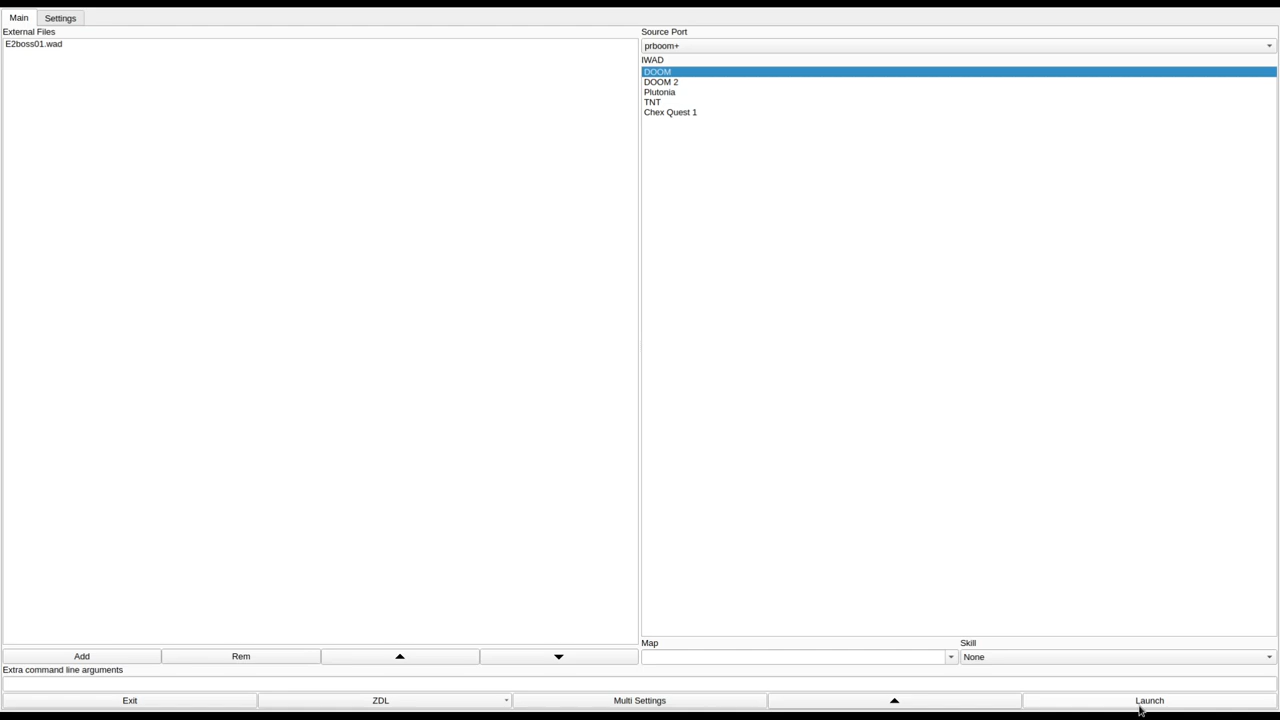 Main Settings
External Files
E2boss01.wad
Source Port
prboom+
IWAD
DOOM
DOOM 2
Plutonia
TNT
Chex Quest 1
Map Skill
None
Add Rem
Extra command line arguments
Exit ZDL Multi Settings Launch